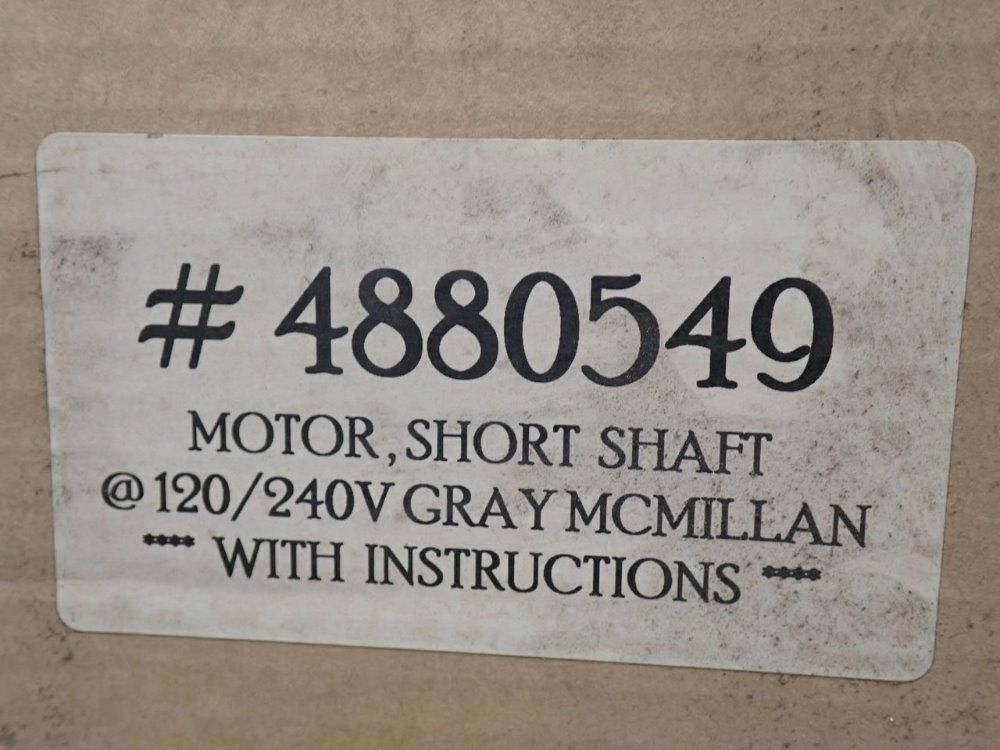 # 4880549
MOTOR, SHORT SHAFT
@ 120/240V GRAY MCMILLAN
**** WITH INSTRUCTIONS ****